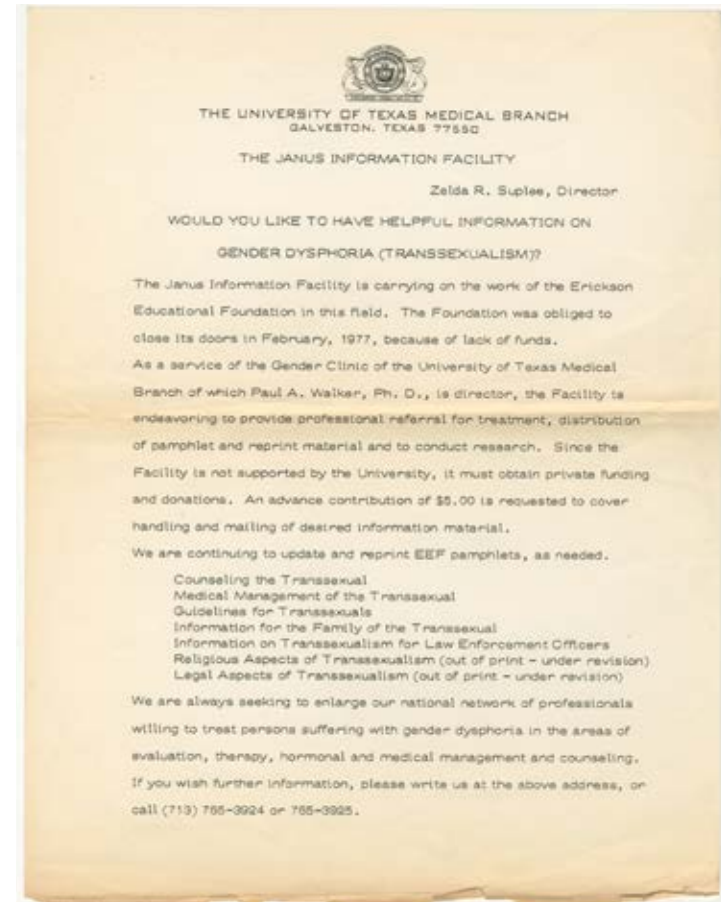 THE UNIVERSITY OF TEXAS MEDICAL BRANCH
GALVESTON, TEXAS 77550
THE JANUS INFORMATION FACILITY
Zelda R. Suplee, Director
WOULD YOU LIKE TO HAVE HELPFUL INFORMATION ON
GENDER DYSPHORIA (TRANSSEXUALISM)?
The Janus Information Facility is carrying on the work of the Erickson
Educational Foundation in this field. The Foundation was obliged to
close its doors in February, 1977, because of lack of funds.
As a service of the Gender Clinic of the University of Texas Medical
Branch of which Paul A. Walker, Ph. D., is director, the Facility is
endeavoring to provide professional referral for treatment, distribution
of pamphlet and reprint material and to conduct research. Since the
Facility is not supported by the University, it must obtain private funding
and donations. An advance contribution of $5.00 is requested to cover
handling and mailing of desired information material.
We are continuing to update and reprint EEF pamphlets, as needed.
Counseling the Transsexual
Medical Management of the Transsexual
Guidelines for Transsexuals
Information for the Family of the Transsexual
Information on Transsexualism for Law Enforcement Officers
Religious Aspects of Transsexualism (out of print - under revision)
Legal Aspects of Transsexualism (out of print - under revision)
We are always seeking to enlarge our national network of professionals
willing to treat persons suffering with gender dysphoria in the areas of
evaluation, therapy, hormonal and medical management and counseling.
If you wish further information, please write us at the above address, or
call (713) 765-3924 or 765-3925.